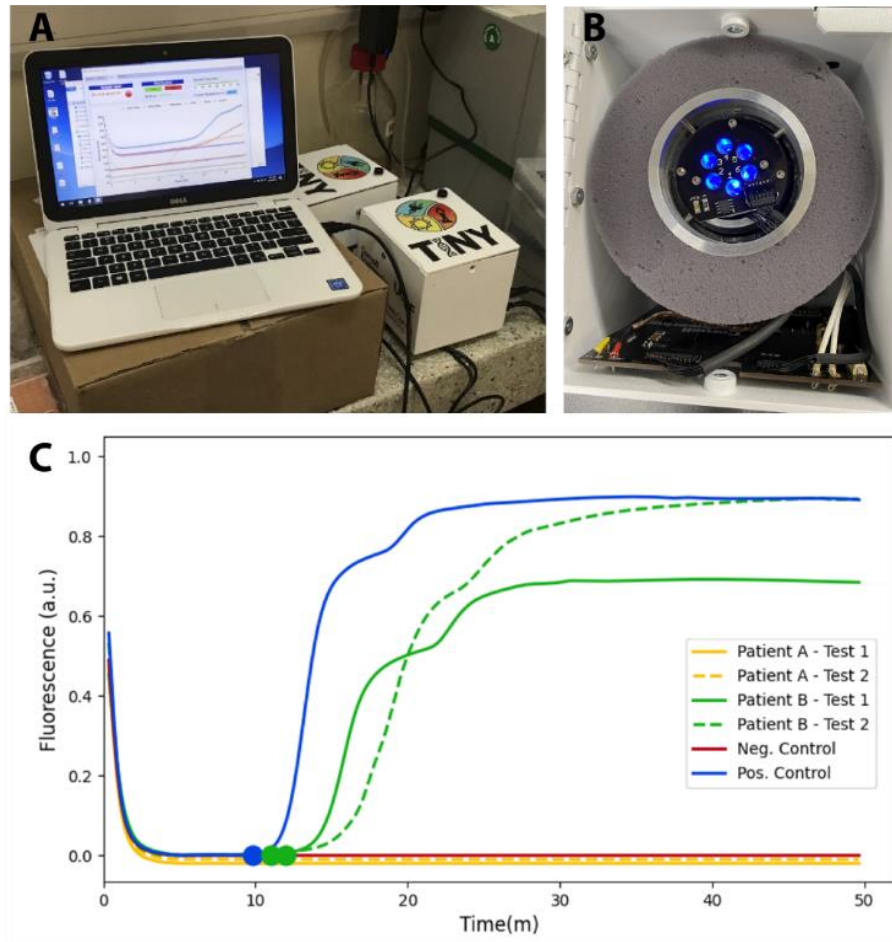 A
B
DELL
TINY
TINY
3 4 5
2 1 6
C
1.0
0.8
0.6
0.4
0.2
0.0
Fluorescence (a.u.)
Patient A - Test 1
Patient A - Test 2
Patient B - Test 1
Patient B - Test 2
Neg. Control
Pos. Control
0 10 20 30 40 50
Time(m)